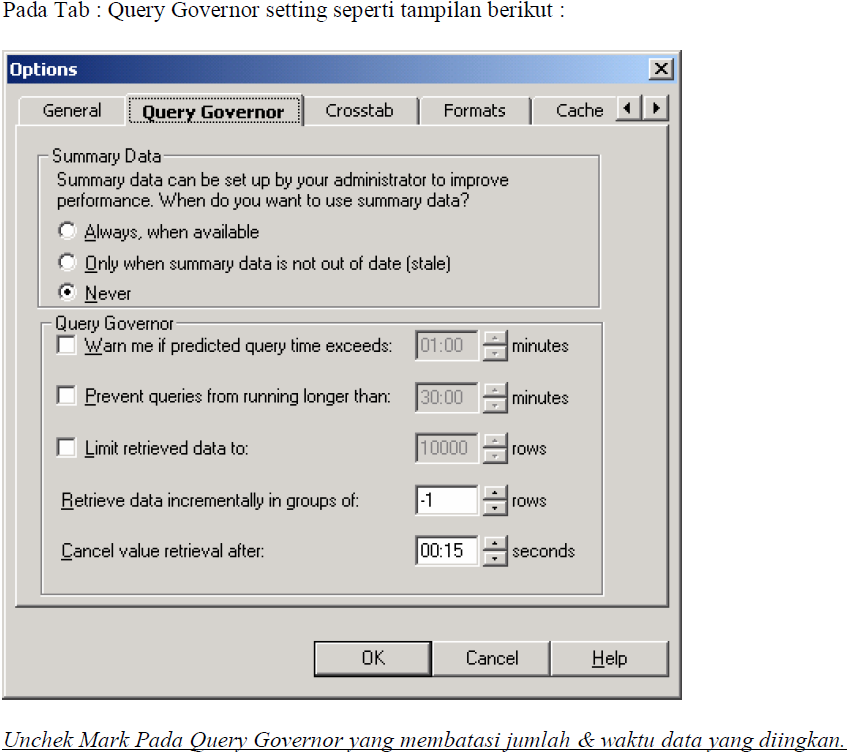 Pada Tab : Query Governor setting seperti tampilan berikut :
Options
General Query Governor Crosstab Formats Cache
Summary Data
Summary data can be set up by your administrator to improve
performance. When do you want to use summary data?
Always, when available
Only when summary data is not out of date (stale)
Never
Query Governor
Warn me if predicted query time exceeds: 01:00 minutes
Prevent queries from running longer than: 30:00 minutes
Limit retrieved data to: 10000 rows
Retrieve data incrementally in groups of: -1 rows
Cancel value retrieval after: 00:15 seconds
OK Cancel Help
Unchek Mark Pada Query Governor yang membatasi jumlah & waktu data yang diingkan.